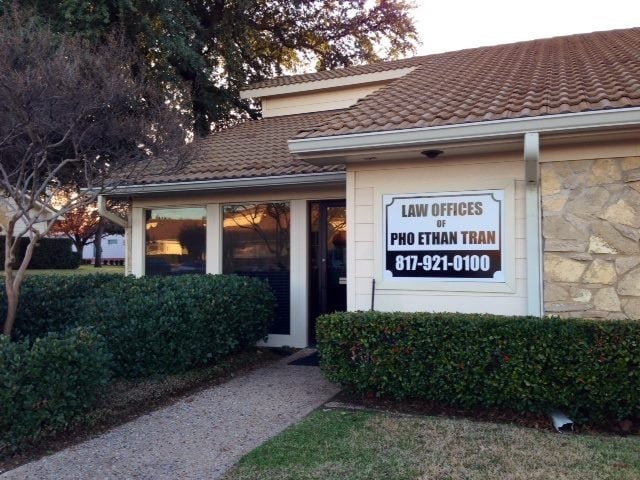 LAW OFFICES
OF
PHO ETHAN TRAN
817-921-0100